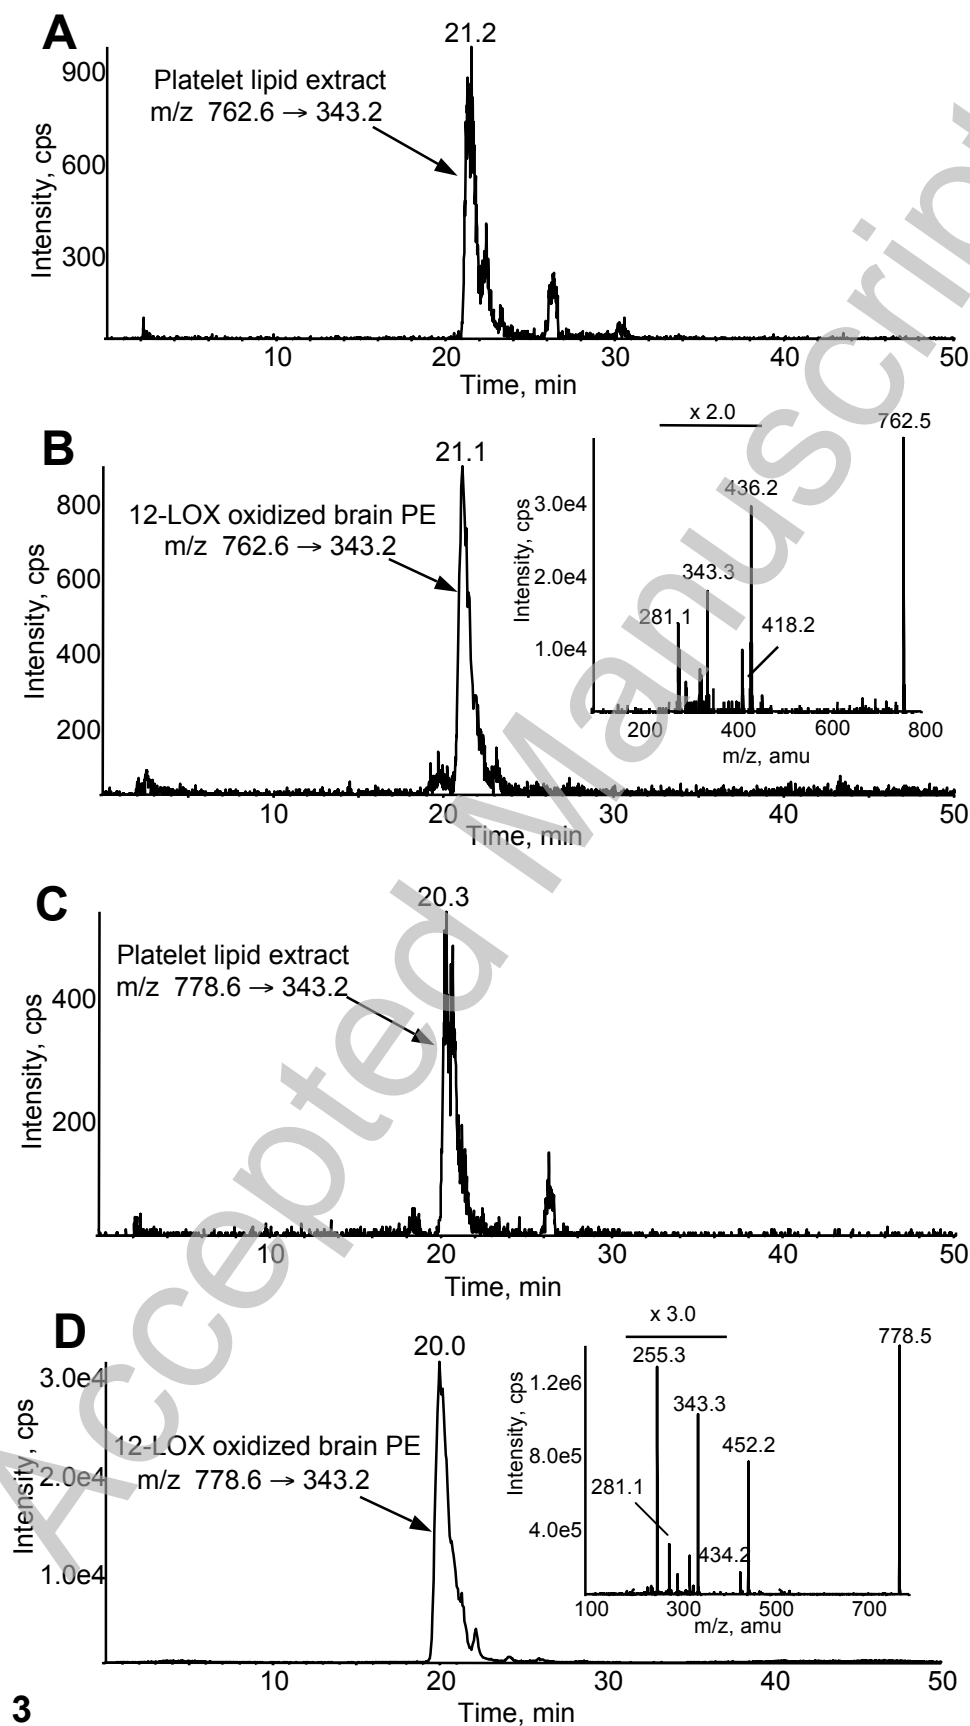 A
21.2
Platelet lipid extract
m/z 762.6 → 343.2
900
600
300
Intensity, cps
10 20 30 40 50
Time, min
B
21.1
12-LOX oxidized brain PE
m/z 762.6 → 343.2
800
600
400
200
Intensity, cps
10 20 30 40 50
Time, min
x 2.0
762.5
436.2
343.3
281.1
418.2
3.0e4
2.0e4
1.0e4
Intensity, cps
200 400 600 800
m/z, amu
C
20.3
Platelet lipid extract
m/z 778.6 → 343.2
400
200
Intensity, cps
10 20 30 40 50
Time, min
D
20.0
12-LOX oxidized brain PE
m/z 778.6 → 343.2
3.0e4
2.0e4
1.0e4
Intensity, cps
10 20 30 40 50
Time, min
x 3.0
778.5
255.3
343.3
452.2
281.1
434.2
1.2e6
8.0e5
4.0e5
Intensity, cps
100 300 500 700
m/z, amu
3
Accepted Manuscript